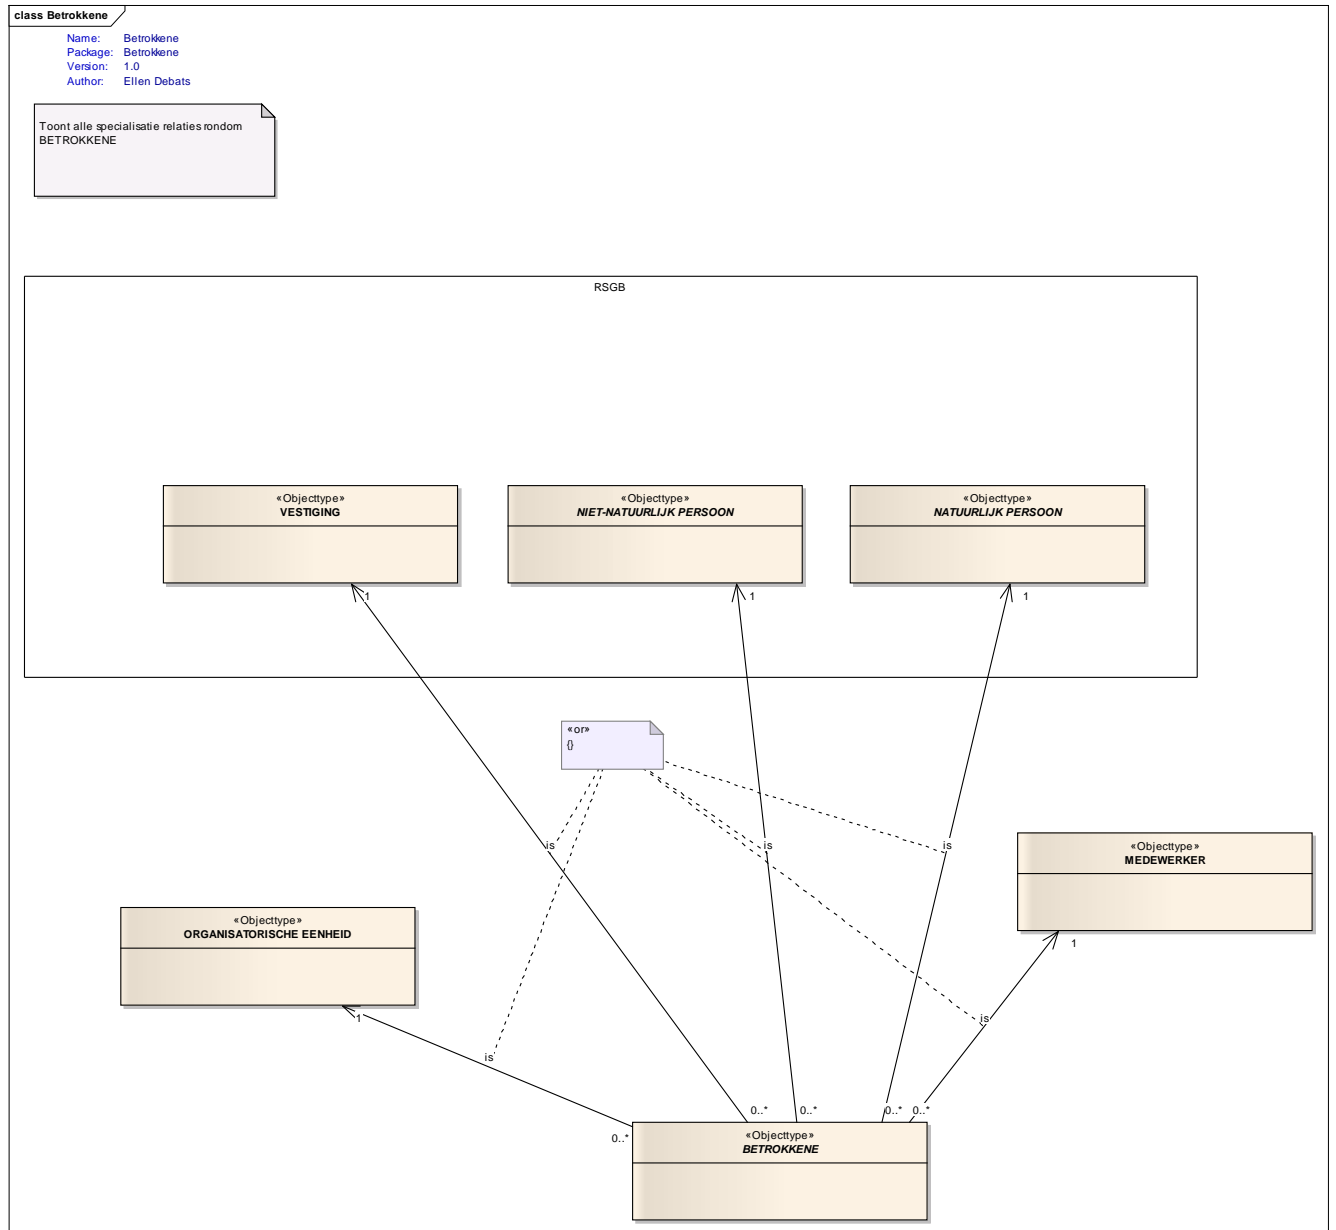 class Betrokkene
Name: Betrokkene
Package: Betrokkene
Version: 1.0
Author: Ellen Debats
Toont alle specialisatie relaties rondom
BETROKKENE
RSGB
«Objecttype»
VESTIGING
«Objecttype»
NIET-NATUURLIJK PERSOON
«Objecttype»
NATUURLIJK PERSOON
1
1
1
«or»
{}
is
is
is
«Objecttype»
MEDEWERKER
«Objecttype»
ORGANISATORISCHE EENHEID
1
1
is
is
0..*
0..*
0..*
0..*
0..*
«Objecttype»
BETROKKENE